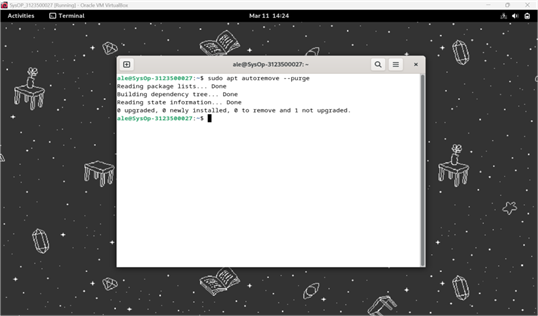 SysOP_3123500027 [Running] - Oracle VM VirtualBox
Activities Terminal Mar 11 14:24
ale@SysOp-3123500027: ~
ale@SysOp-3123500027:~$ sudo apt autoremove --purge
Reading package lists... Done
Building dependency tree... Done
Reading state information... Done
0 upgraded, 0 newly installed, 0 to remove and 1 not upgraded.
ale@SysOp-3123500027:~$